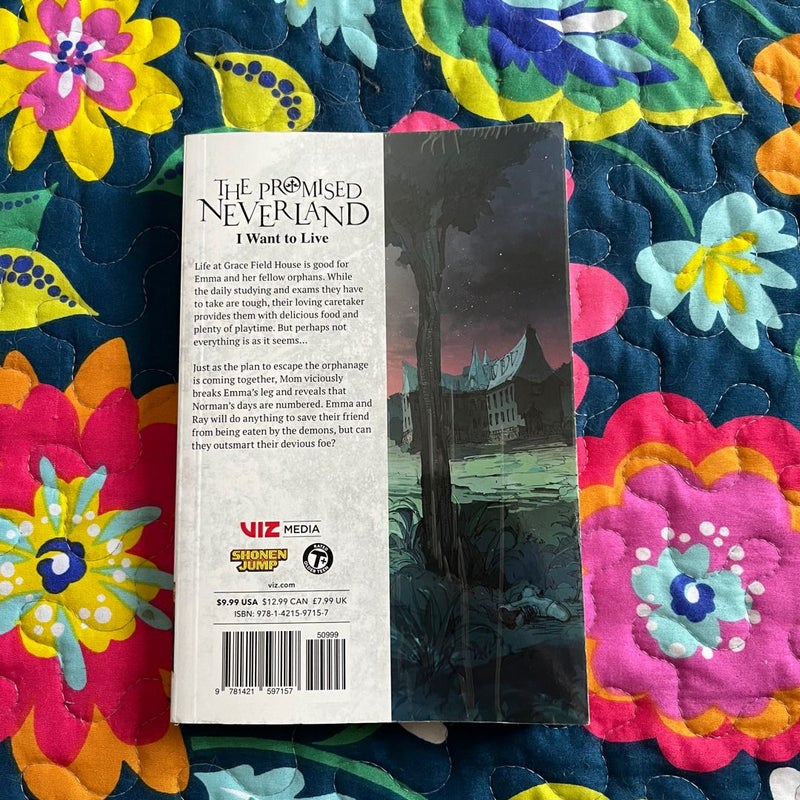 THE PROMISED
NEVERLAND
I Want to Live
Life at Grace Field House is good for
Emma and her fellow orphans. While
the daily studying and exams they have
to take are tough, their loving caretaker
provides them with delicious food and
plenty of playtime. But perhaps not
everything is as it seems...
Just as the plan to escape the orphanage
is coming together, Mom viciously
breaks Emma's leg and reveals that
Norman's days are numbered. Emma and
Ray will do anything to save their friend
from being eaten by the demons, but can
they outsmart their devious foe?
VIZ MEDIA
SHONEN
JUMP
RATED
T+
OLDER TEEN
viz.com
$9.99 USA $12.99 CAN £7.99 UK
ISBN: 978-1-4215-9715-7
50999
9 781421 597157